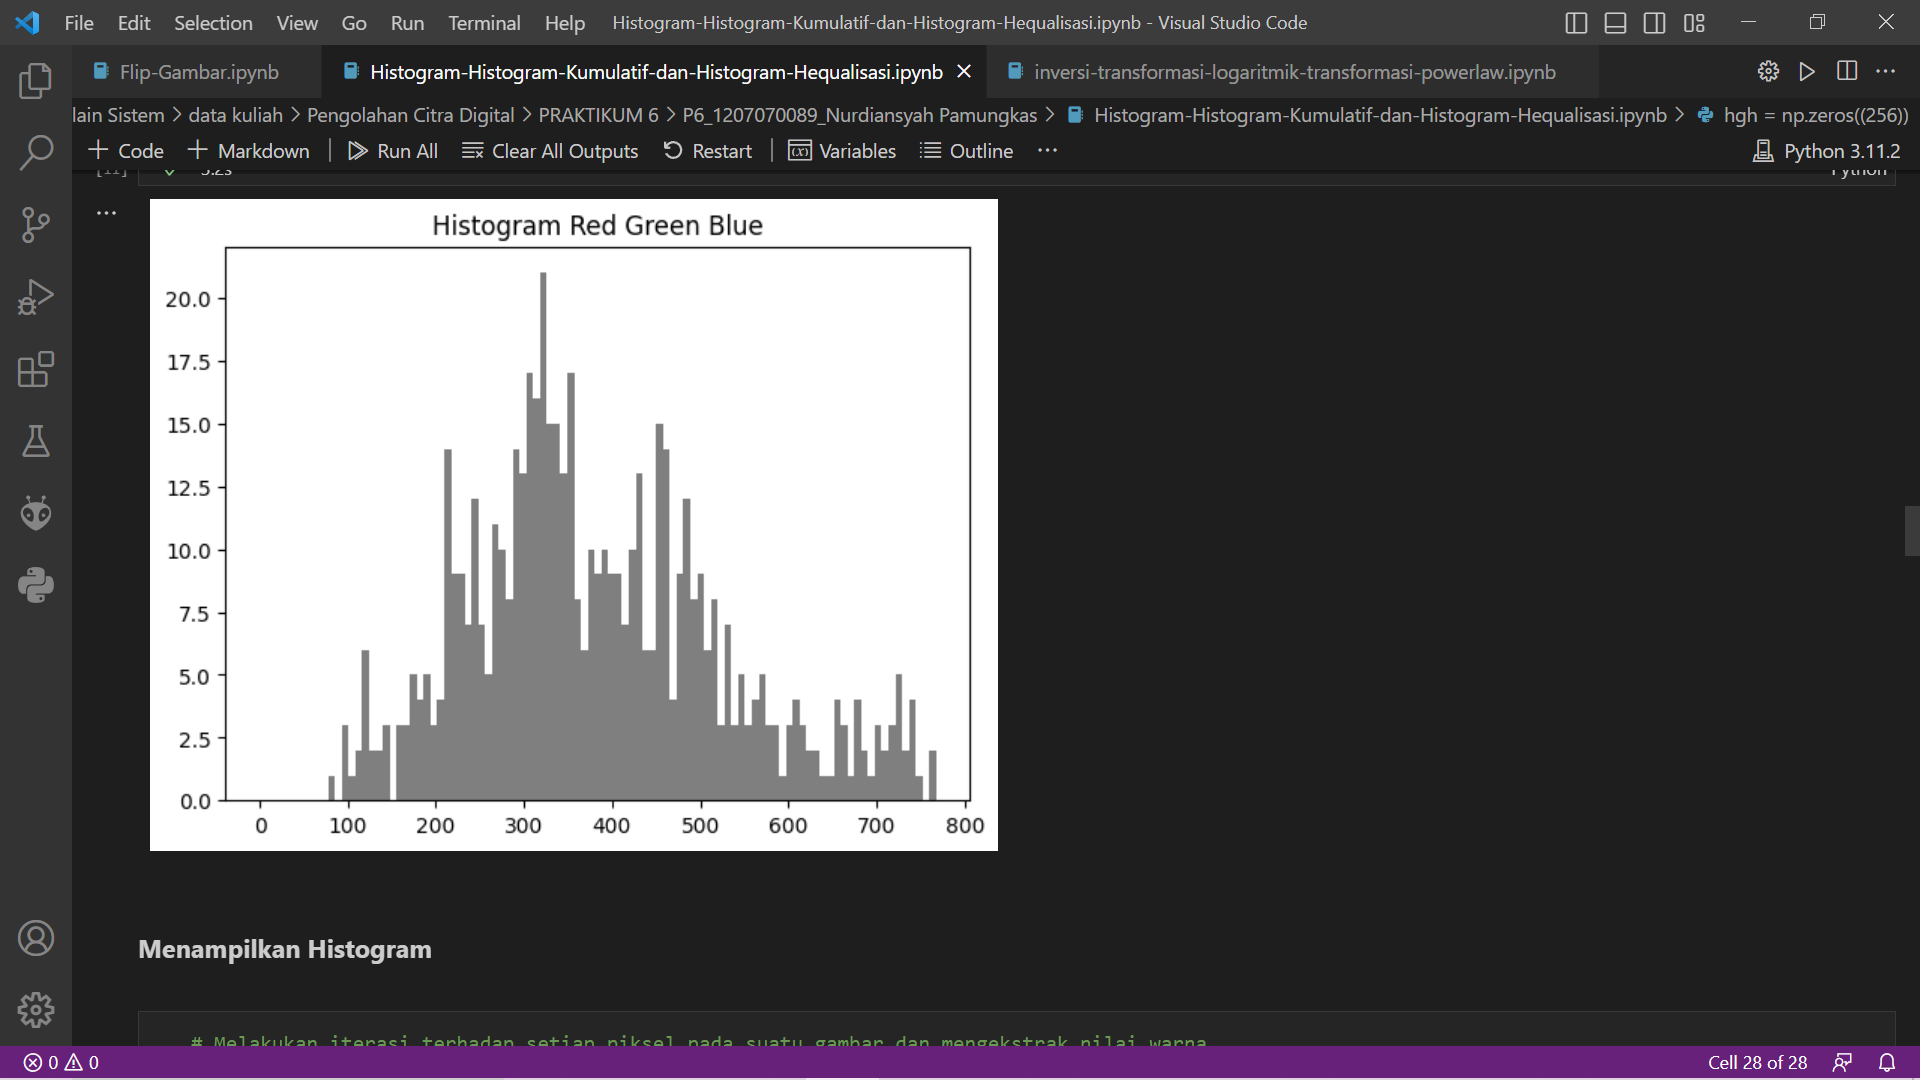 File Edit Selection View Go Run Terminal Help Histogram-Histogram-Kumulatif-dan-Histogram-Hequalisasi.ipynb - Visual Studio Code
Flip-Gambar.ipynb Histogram-Histogram-Kumulatif-dan-Histogram-Hequalisasi.ipynb inversi-transformasi-logaritmik-transformasi-powerlaw.ipynb
lain Sistem > data kuliah > Pengolahan Citra Digital > PRAKTIKUM 6 > P6_1207070089_Nurdiansyah Pamungkas > Histogram-Histogram-Kumulatif-dan-Histogram-Hequalisasi.ipynb > hgh = np.zeros((256))
Code Markdown Run All Clear All Outputs Restart Variables Outline ... Python 3.11.2
[11] 3.2s Python
Histogram Red Green Blue
20.0
17.5
15.0
12.5
10.0
7.5
5.0
2.5
0.0
0 100 200 300 400 500 600 700 800
Menampilkan Histogram
# Melakukan iterasi terhadap setiap piksel pada suatu gambar dan mengekstrak nilai warna
0 0 Cell 28 of 28